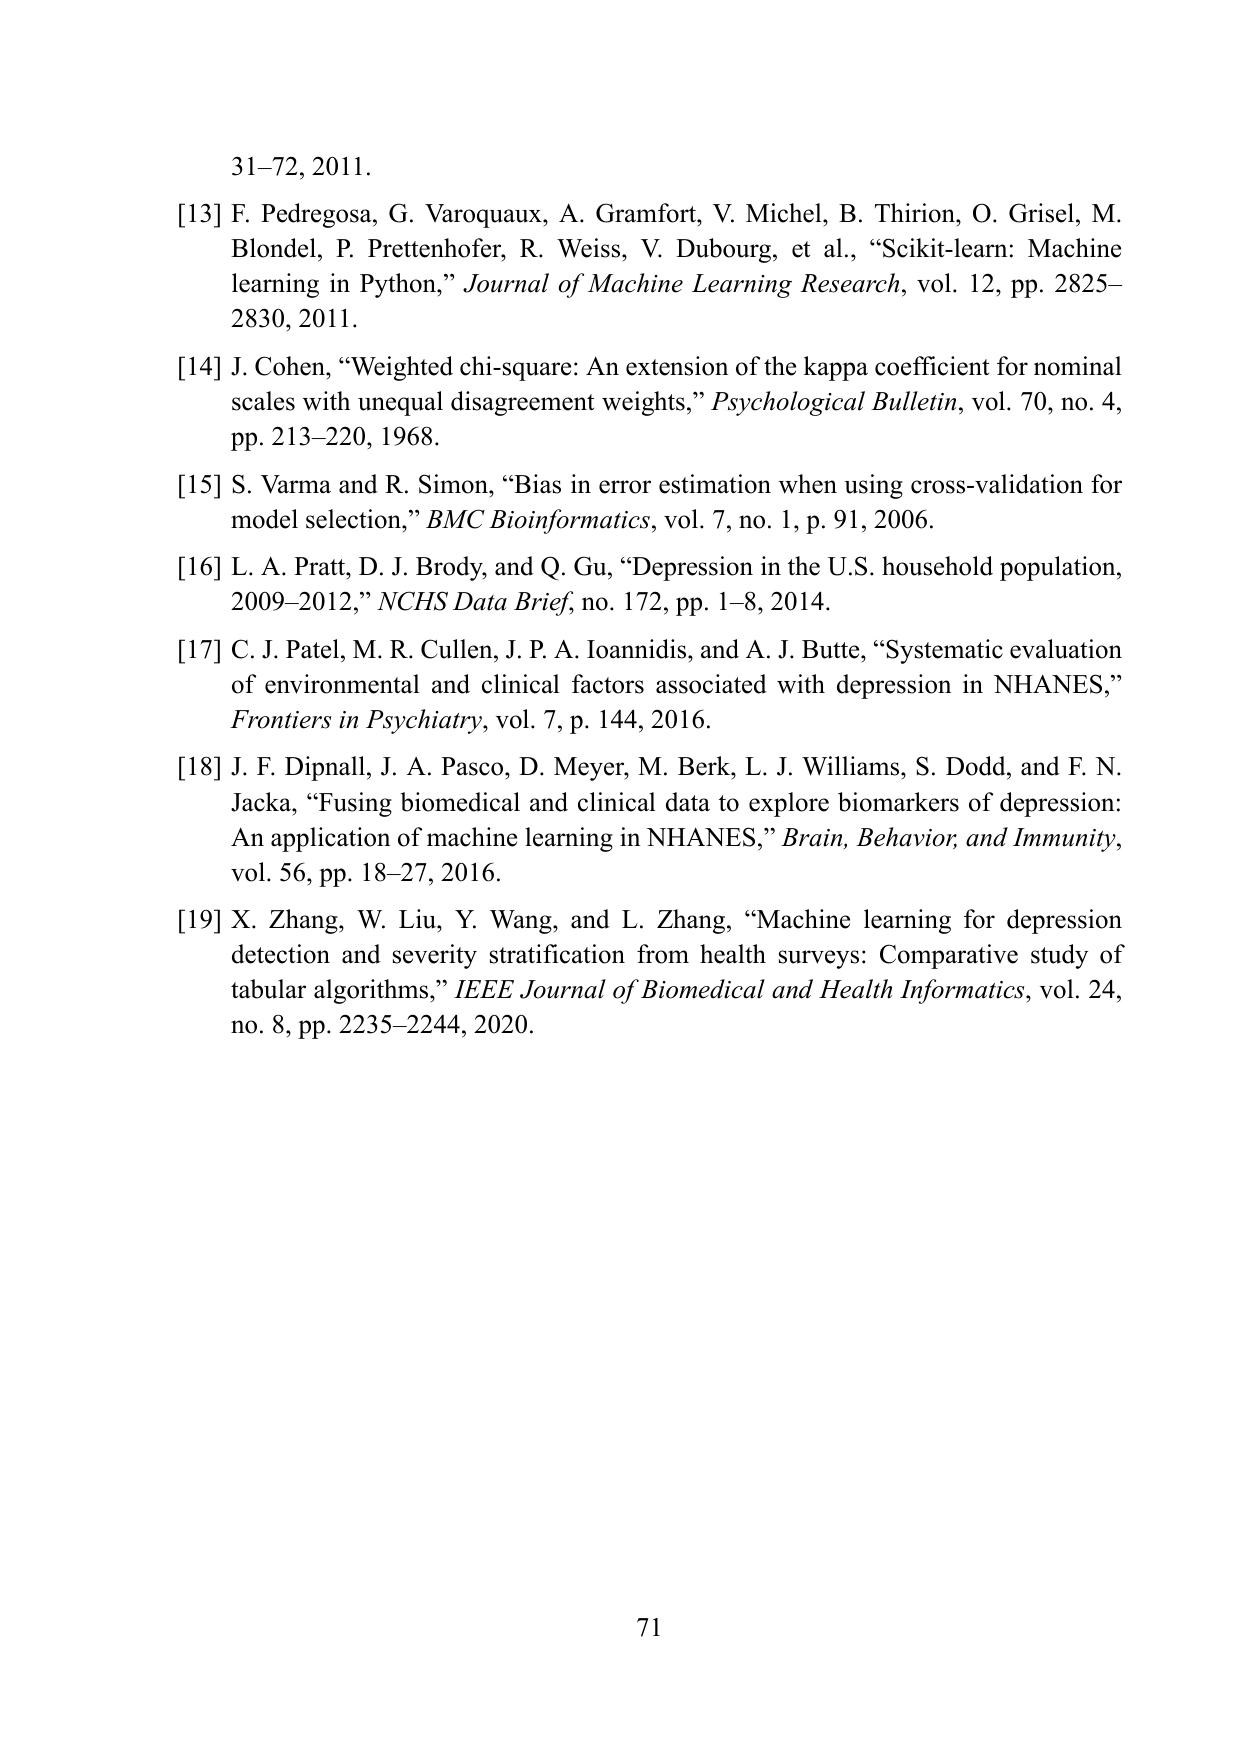 31–72, 2011.
[13] F. Pedregosa, G. Varoquaux, A. Gramfort, V. Michel, B. Thirion, O. Grisel, M.
Blondel, P. Prettenhofer, R. Weiss, V. Dubourg, et al., “Scikit-learn: Machine
learning in Python,” Journal of Machine Learning Research, vol. 12, pp. 2825–
2830, 2011.
[14] J. Cohen, “Weighted chi-square: An extension of the kappa coefficient for nominal
scales with unequal disagreement weights,” Psychological Bulletin, vol. 70, no. 4,
pp. 213–220, 1968.
[15] S. Varma and R. Simon, “Bias in error estimation when using cross-validation for
model selection,” BMC Bioinformatics, vol. 7, no. 1, p. 91, 2006.
[16] L. A. Pratt, D. J. Brody, and Q. Gu, “Depression in the U.S. household population,
2009–2012,” NCHS Data Brief, no. 172, pp. 1–8, 2014.
[17] C. J. Patel, M. R. Cullen, J. P. A. Ioannidis, and A. J. Butte, “Systematic evaluation
of environmental and clinical factors associated with depression in NHANES,”
Frontiers in Psychiatry, vol. 7, p. 144, 2016.
[18] J. F. Dipnall, J. A. Pasco, D. Meyer, M. Berk, L. J. Williams, S. Dodd, and F. N.
Jacka, “Fusing biomedical and clinical data to explore biomarkers of depression:
An application of machine learning in NHANES,” Brain, Behavior, and Immunity,
vol. 56, pp. 18–27, 2016.
[19] X. Zhang, W. Liu, Y. Wang, and L. Zhang, “Machine learning for depression
detection and severity stratification from health surveys: Comparative study of
tabular algorithms,” IEEE Journal of Biomedical and Health Informatics, vol. 24,
no. 8, pp. 2235–2244, 2020.
71